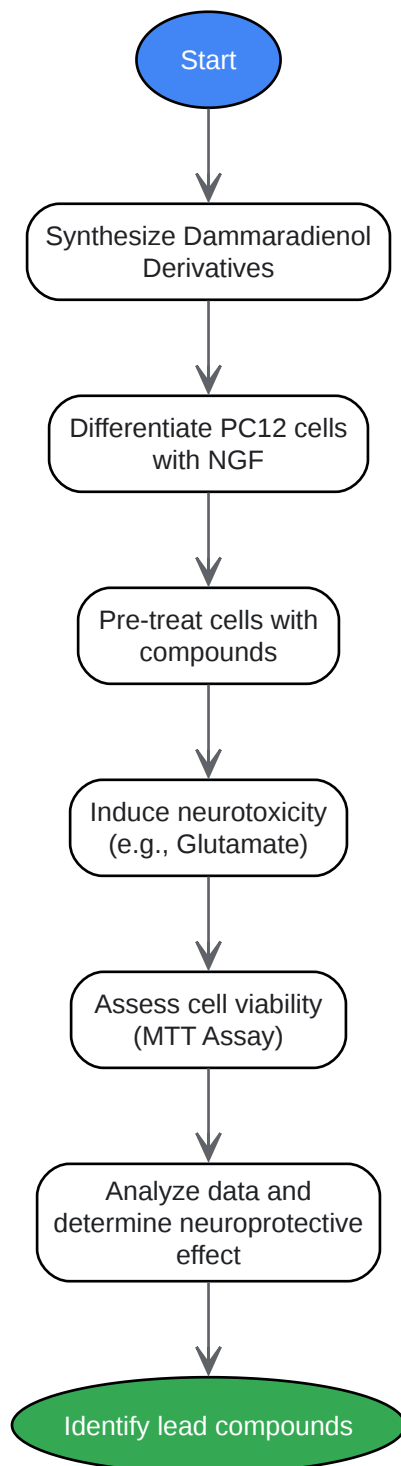 Start
Synthesize Dammaradienol
Derivatives
Differentiate PC12 cells
with NGF
Pre-treat cells with
compounds
Induce neurotoxicity
(e.g., Glutamate)
Assess cell viability
(MTT Assay)
Analyze data and
determine neuroprotective
effect
Identify lead compounds